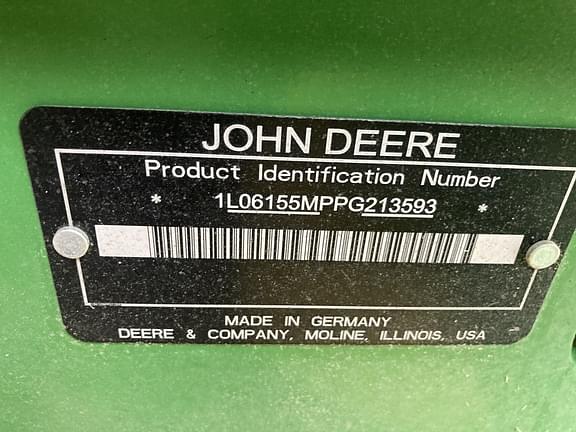 JOHN DEERE
Product Identification Number
* 1L06155MPPG213593 *
MADE IN GERMANY
DEERE & COMPANY, MOLINE, ILLINOIS, USA